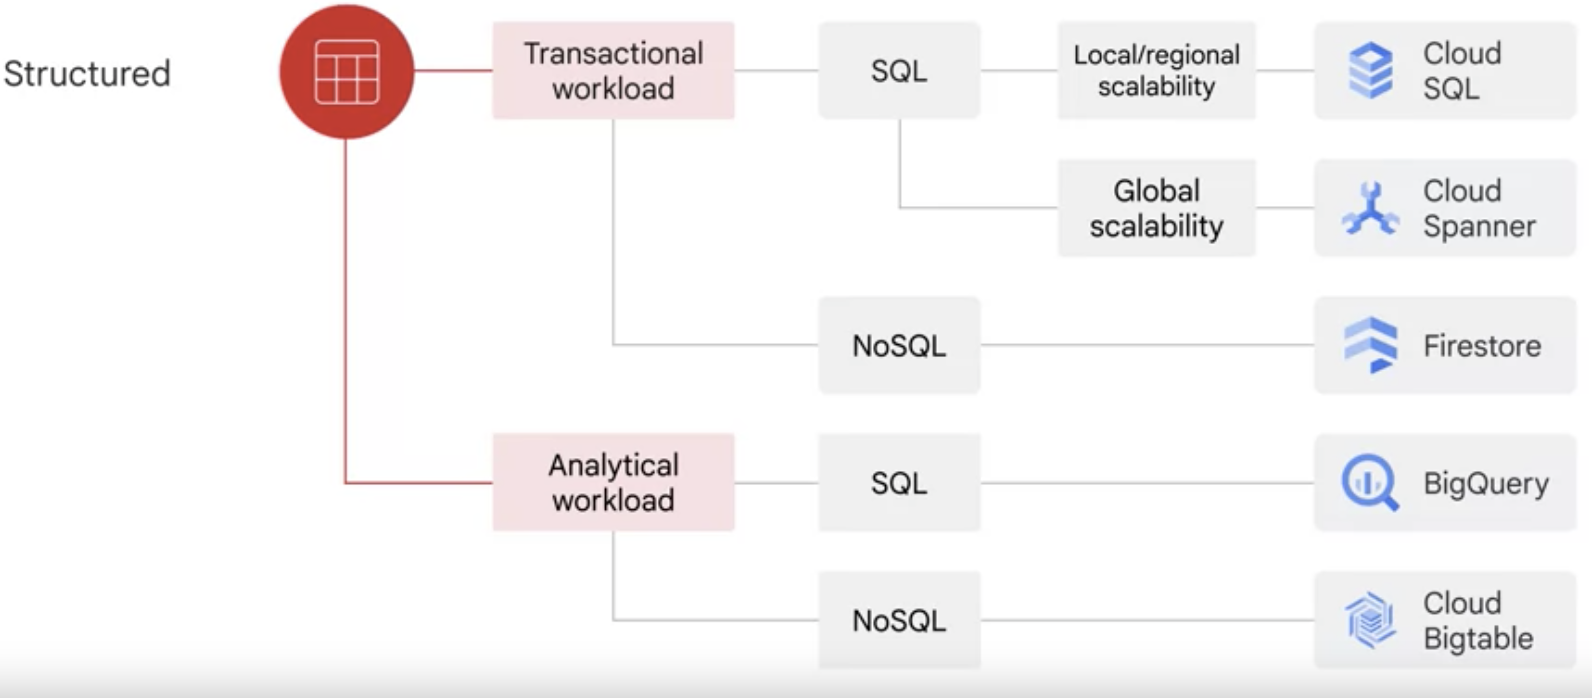 Structured
Transactional
workload
SQL
Local/regional
scalability
Cloud
SQL
Global
scalability
Cloud
Spanner
NoSQL
Firestore
Analytical
workload
SQL
BigQuery
NoSQL
Cloud
Bigtable